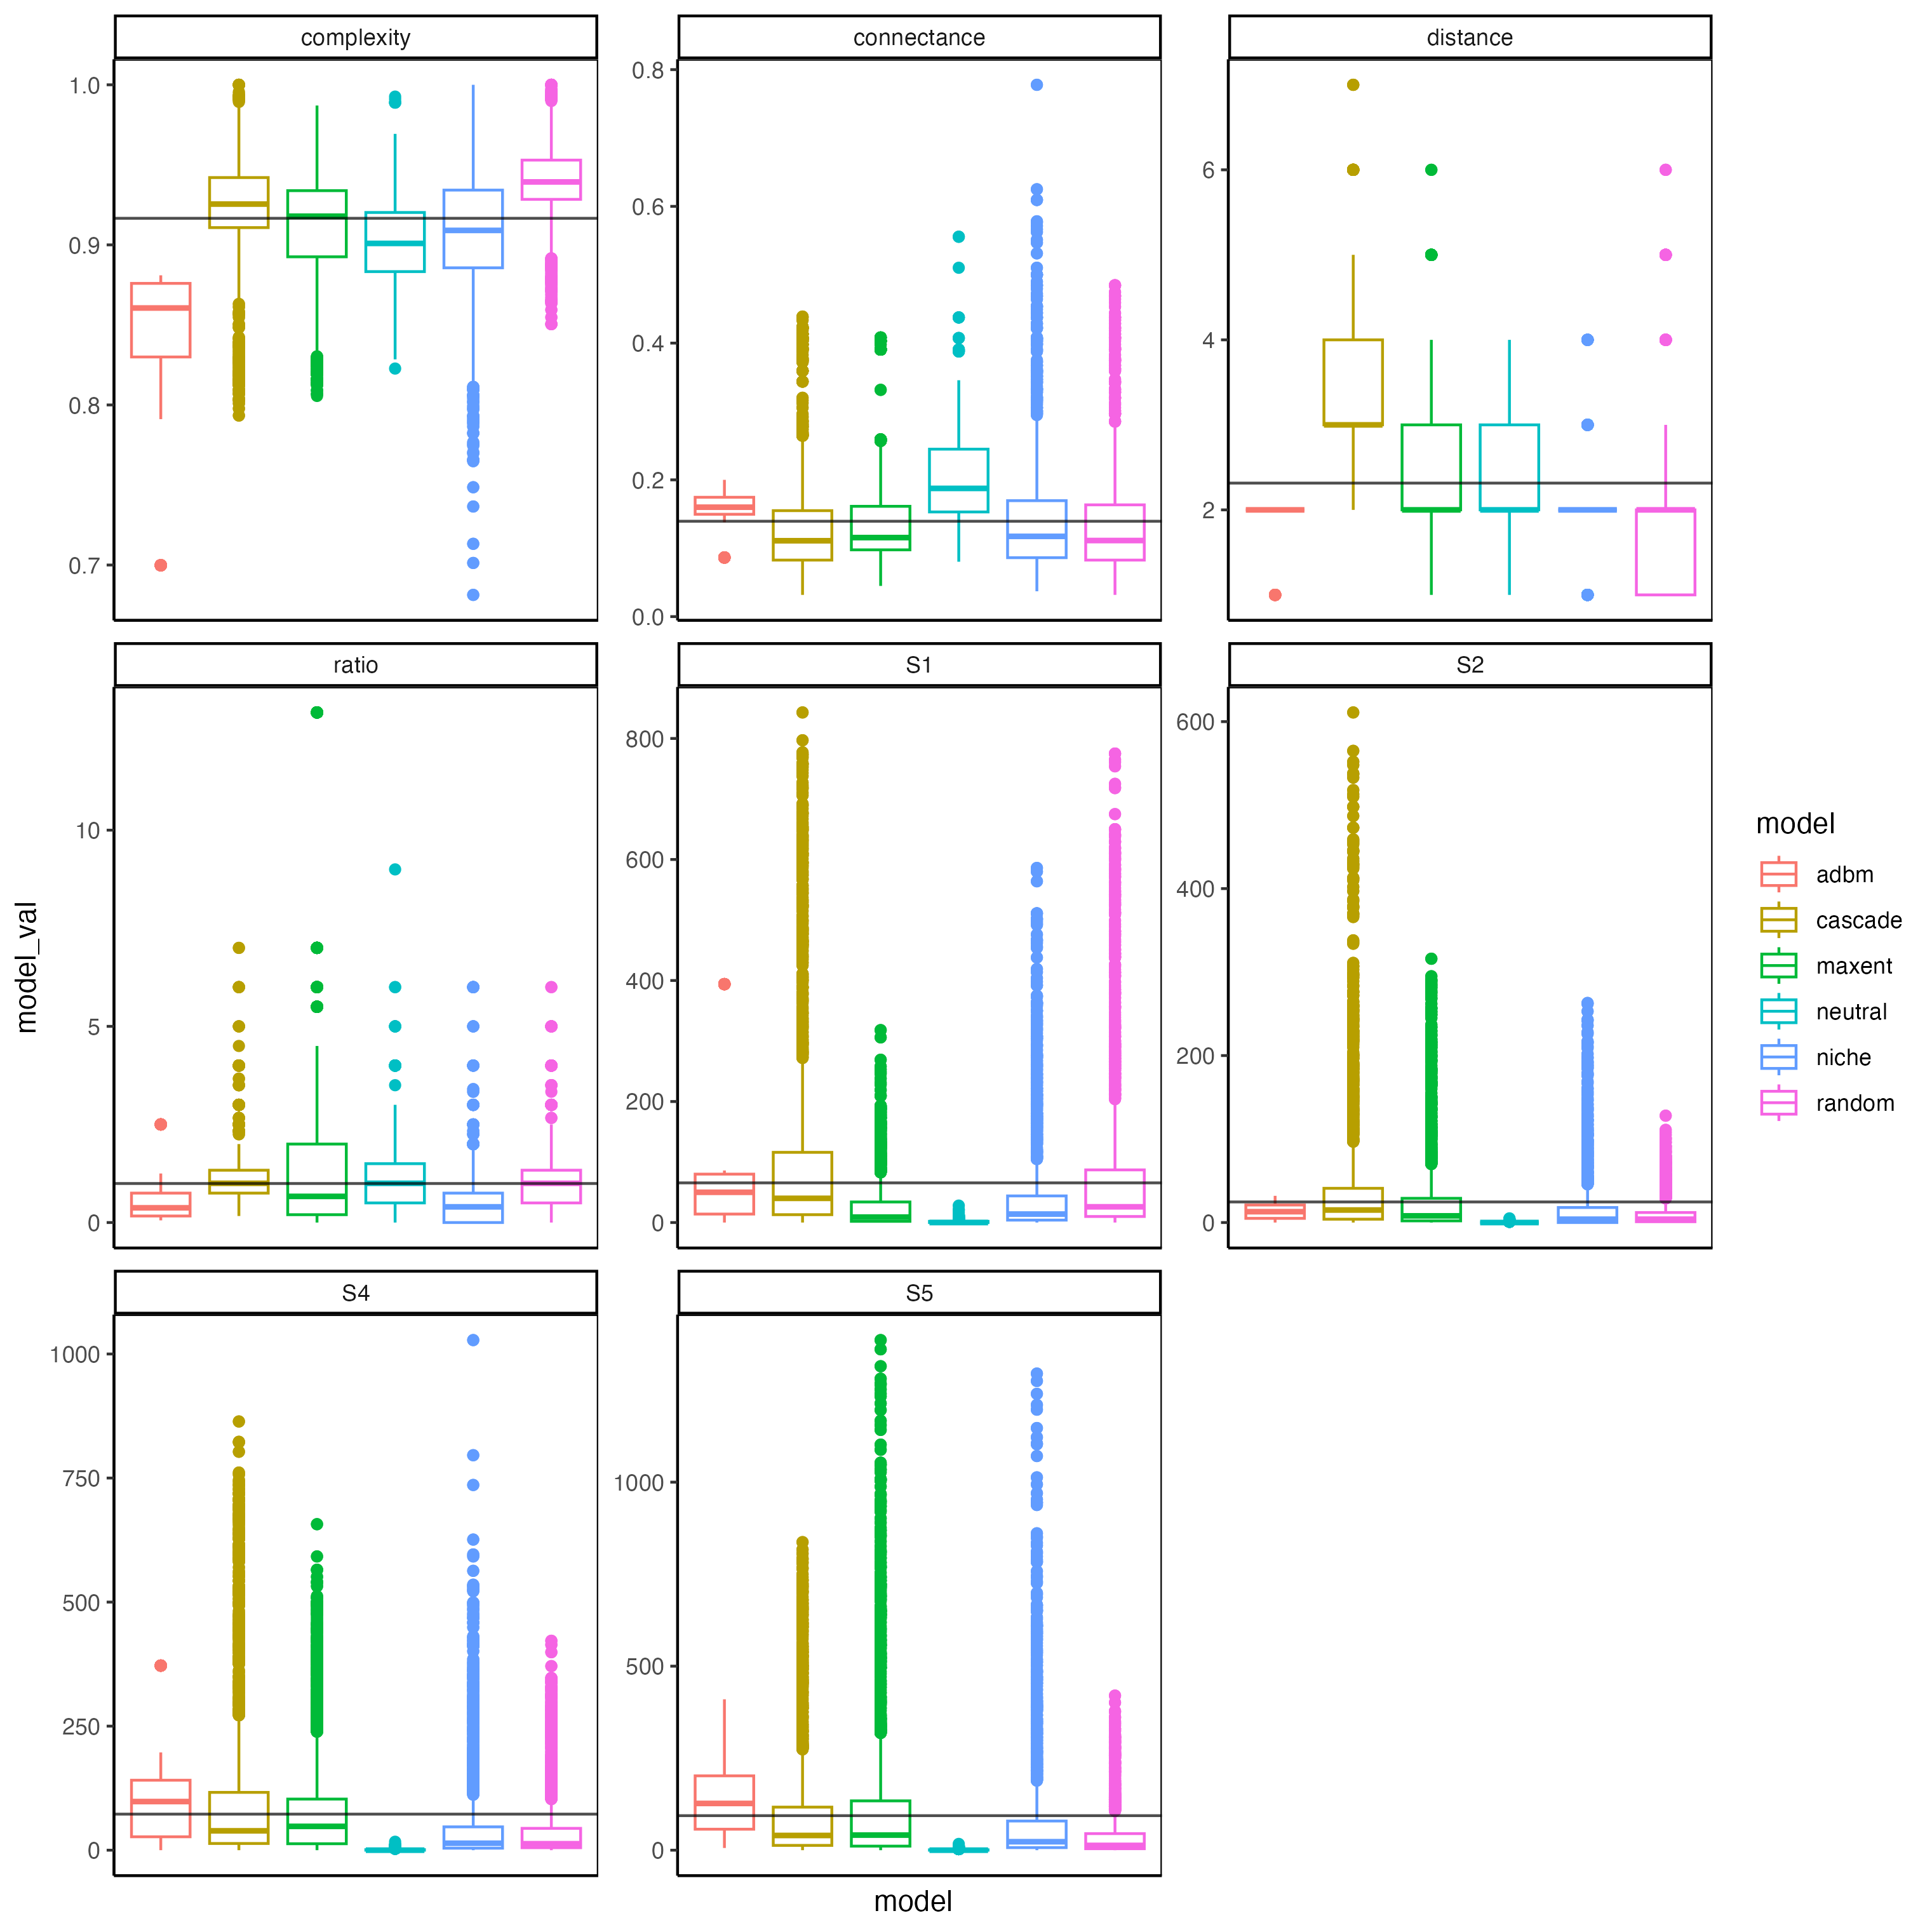 complexity
connectance
distance
1.0
0.9
0.8
0.7
0.8
0.6
0.4
0.2
0.0
6
4
2
ratio
S1
S2
10
5
0
800
600
400
200
0
600
400
200
0
S4
S5
1000
750
500
250
0
1000
500
0
model_val
model
model
adbm
cascade
maxent
neutral
niche
random